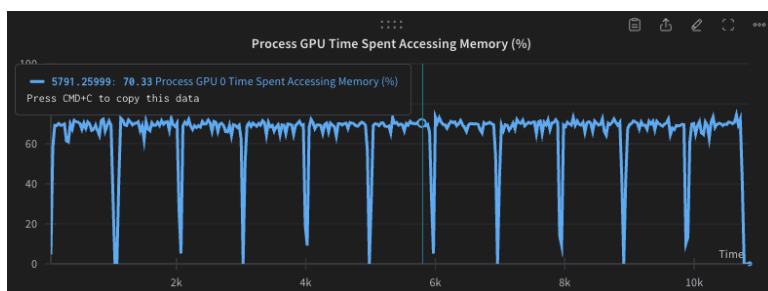 Process GPU Time Spent Accessing Memory (%)
100
5791.25999: 70.33 Process GPU 0 Time Spent Accessing Memory (%)
Press CMD+C to copy this data
60
40
20
0
Time
2k
4k
6k
8k
10k